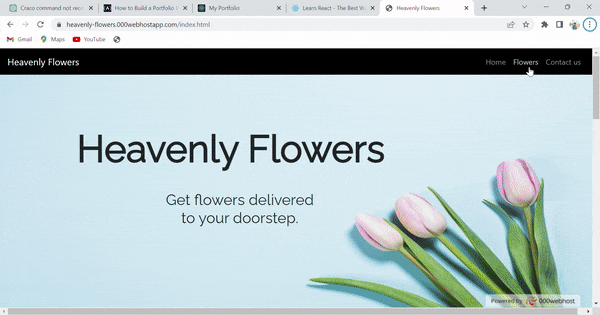 Craco command not reco
How to Build a Portfolio W
My Portfolio
Learn React - The Best Vi
Heavenly Flowers
heavenly-flowers.000webhostapp.com/index.html
Gmail
Maps
YouTube
Heavenly Flowers
Home
Flowers
Contact us
Heavenly Flowers
Get flowers delivered
to your doorstep.
Powered by 000webhost